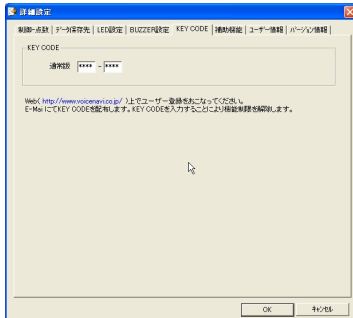 詳細設定
制御・点数 データ保存先 LED設定 BUZZER設定 KEY CODE 補助機能 ユーザー情報 バージョン情報
KEY CODE
通常版 **** - ****
Web( http://www.voicenavi.co.jp/ )上でユーザー登録をおこなってください。
E-Mailにて KEY CODEを配布します。KEY CODEを入力することにより機能制限を解除します。
OK キャンセル